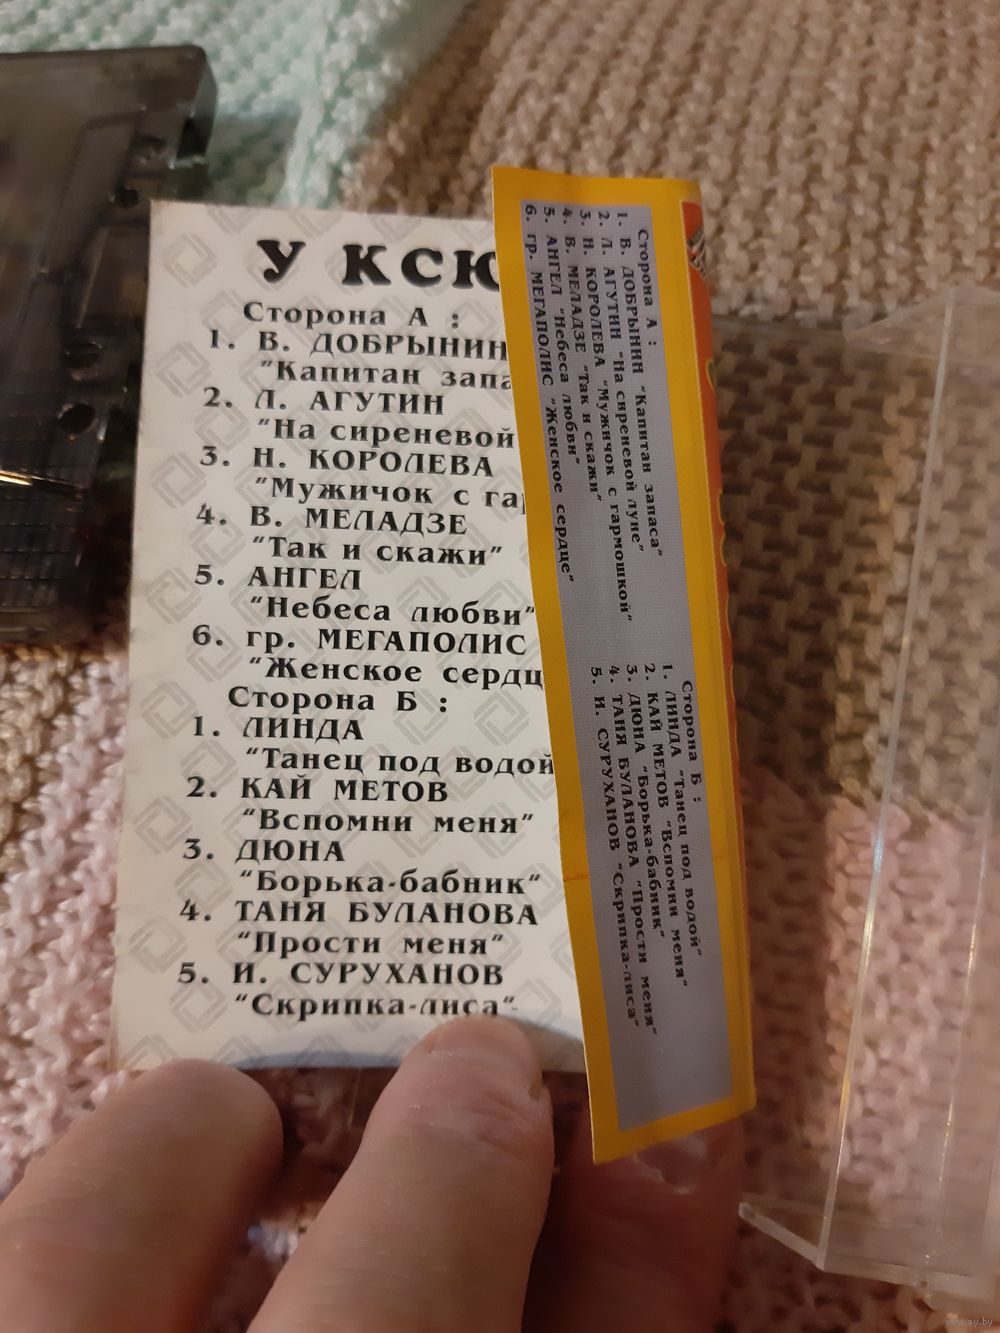 У КСЮ
Сторона А :
1. В. ДОБРЫНИН
"Капитан запа
2. Л. АГУТИН
"На сиреневой
3. Н. КОРОЛЕВА
"Мужичок с гар
4. В. МЕЛАДЗЕ
"Так и скажи"
5. АНГЕЛ
"Небеса любви"
6. гр. МЕГАПОЛИС
"Женское сердц
Сторона Б :
1. ЛИНДА
"Танец под водой
2. КАЙ МЕТОВ
"Вспомни меня"
3. ДЮНА
"Борька-бабник"
4. ТАНЯ БУЛАНОВА
"Прости меня"
5. И. СУРУХАНОВ
"Скрипка-лиса"
Сторона А :
1. В. ДОБРЫНИН "Капитан запаса"
2. Л. АГУТИН "На сиреневой луне"
3. Н. КОРОЛЕВА "Мужичок с гармошкой"
4. В. МЕЛАДЗЕ "Так и скажи"
5. АНГЕЛ "Небеса любви"
6. гр. МЕГАПОЛИС "Женское сердце"
Сторона Б :
1. ЛИНДА "Танец под водой"
2. КАЙ МЕТОВ "Вспомни меня"
3. ДЮНА "Борька-бабник"
4. ТАНЯ БУЛАНОВА "Прости меня"
5. И. СУРУХАНОВ "Скрипка-лиса"
www.ay.by